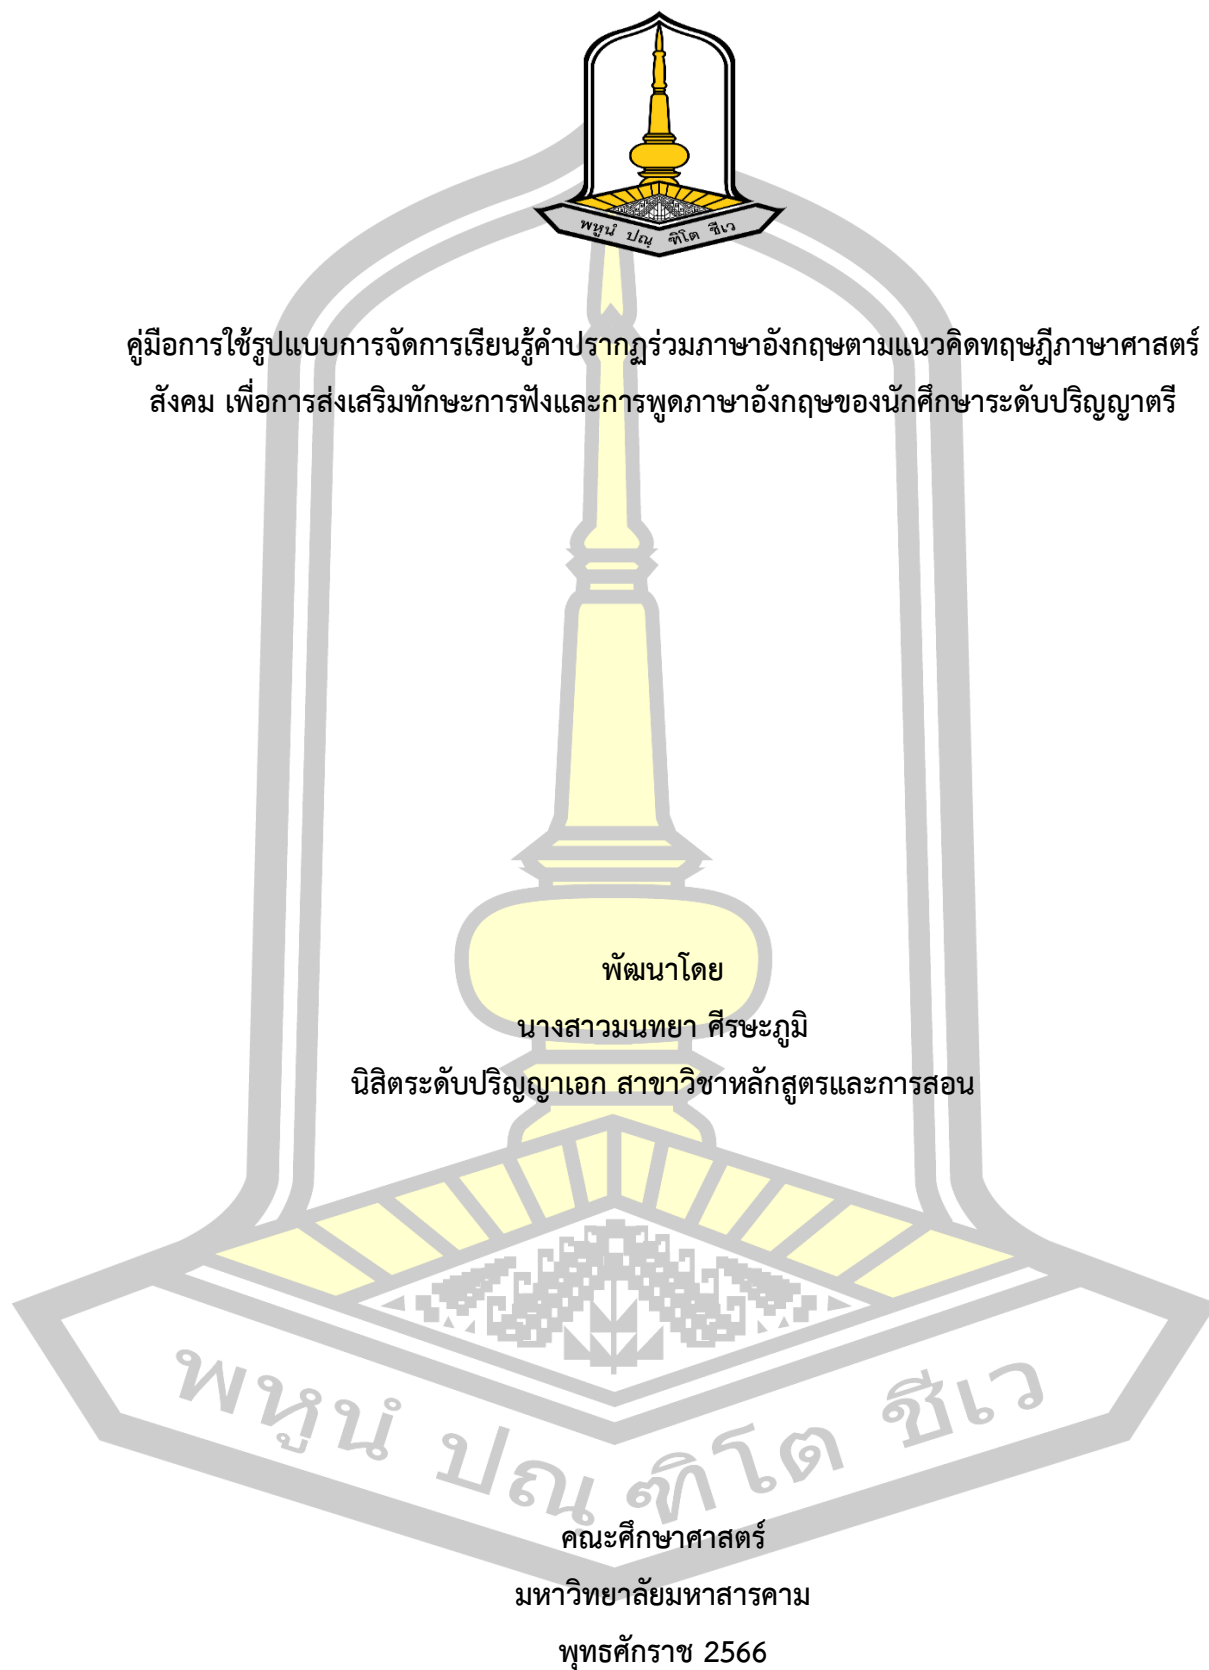 พหูนํ ปณฺ ฑิโต ชีเว
คู่มือการใช้รูปแบบการจัดการเรียนรู้คำปรากฏร่วมภาษาอังกฤษตามแนวคิดทฤษฎีภาษาศาสตร์
สังคม เพื่อการส่งเสริมทักษะการฟังและการพูดภาษาอังกฤษของนักศึกษาระดับปริญญาตรี
พัฒนาโดย
นางสาวมนทยา ศีรษะภูมิ
นิสิตระดับปริญญาเอก สาขาวิชาหลักสูตรและการสอน
พหูนํ ปณฺ ฑิโต ชีเว
คณะศึกษาศาสตร์
มหาวิทยาลัยมหาสารคาม
พุทธศักราช 2566